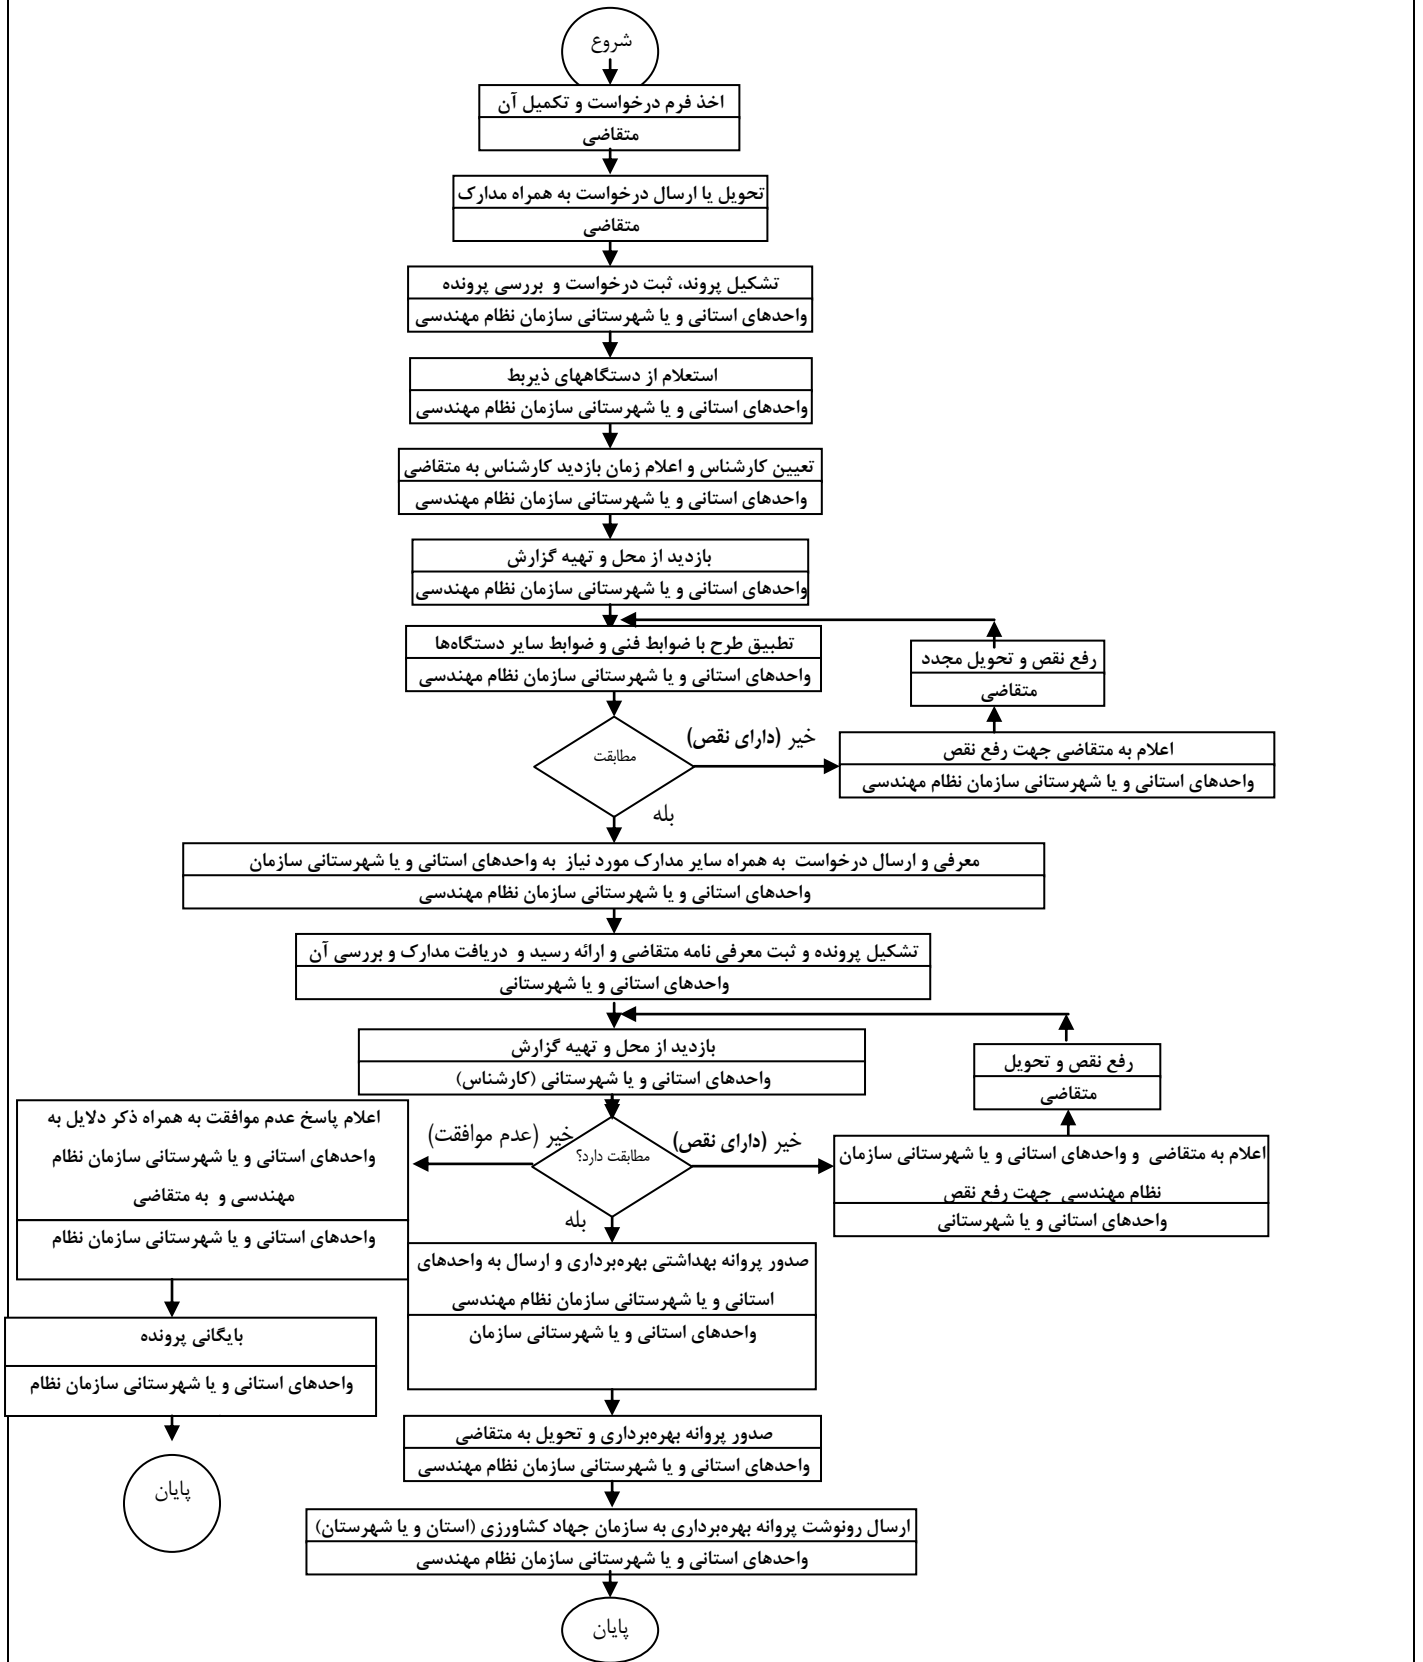 شروع
اخذ فرم درخواست و تکمیل آن
متقاضی
تحویل یا ارسال درخواست به همراه مدارک
متقاضی
تشکیل پروند، ثبت درخواست و بررسی پرونده
واحدهای استانی و یا شهرستانی سازمان نظام مهندسی
استعلام از دستگاههای ذیربط
واحدهای استانی و یا شهرستانی سازمان نظام مهندسی
تعیین کارشناس و اعلام زمان بازدید کارشناس به متقاضی
واحدهای استانی و یا شهرستانی سازمان نظام مهندسی
بازدید از محل و تهیه گزارش
واحدهای استانی و یا شهرستانی سازمان نظام مهندسی
تطبیق طرح با ضوابط فنی و ضوابط سایر دستگاه‌ها
واحدهای استانی و یا شهرستانی سازمان نظام مهندسی
رفع نقص و تحویل مجدد
متقاضی
مطابقت
خیر (دارای نقص)
اعلام به متقاضی جهت رفع نقص
واحدهای استانی و یا شهرستانی سازمان نظام مهندسی
بله
معرفی و ارسال درخواست به همراه سایر مدارک مورد نیاز به واحدهای استانی و یا شهرستانی سازمان
واحدهای استانی و یا شهرستانی سازمان نظام مهندسی
تشکیل پرونده و ثبت معرفی نامه متقاضی و ارائه رسید و دریافت مدارک و بررسی آن
واحدهای استانی و یا شهرستانی
بازدید از محل و تهیه گزارش
واحدهای استانی و یا شهرستانی (کارشناس)
رفع نقص و تحویل
متقاضی
مطابقت دارد؟
خیر (دارای نقص)
اعلام به متقاضی و واحدهای استانی و یا شهرستانی سازمان
نظام مهندسی جهت رفع نقص
واحدهای استانی و یا شهرستانی
خیر (عدم موافقت)
اعلام پاسخ عدم موافقت به همراه ذکر دلایل به
واحدهای استانی و یا شهرستانی سازمان نظام
مهندسی و به متقاضی
واحدهای استانی و یا شهرستانی سازمان نظام
بایگانی پرونده
واحدهای استانی و یا شهرستانی سازمان نظام
پایان
بله
صدور پروانه بهداشتی بهره‌برداری و ارسال به واحدهای
استانی و یا شهرستانی سازمان نظام مهندسی
واحدهای استانی و یا شهرستانی سازمان
صدور پروانه بهره‌برداری و تحویل به متقاضی
واحدهای استانی و یا شهرستانی سازمان نظام مهندسی
ارسال رونوشت پروانه بهره‌برداری به سازمان جهاد کشاورزی (استان و یا شهرستان)
واحدهای استانی و یا شهرستانی سازمان نظام مهندسی
پایان